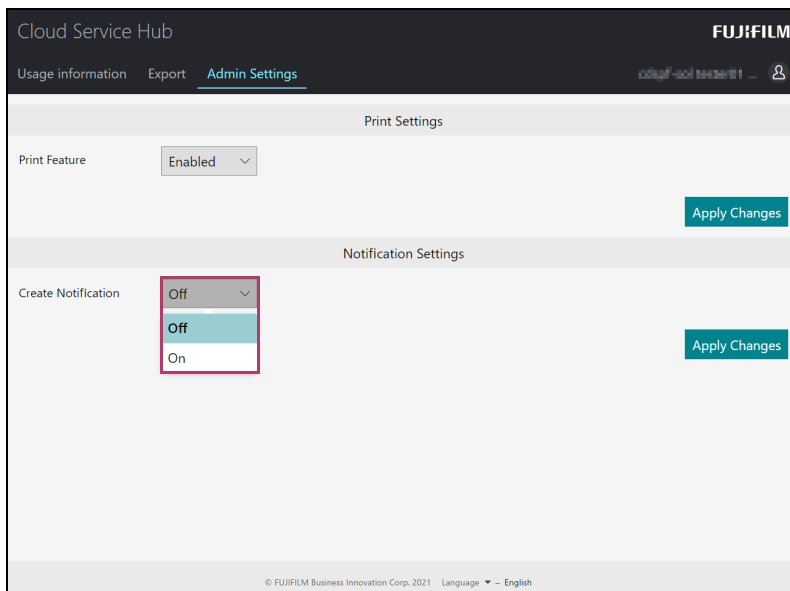 Cloud Service Hub
FUJIFILM
Usage information Export Admin Settings
Print Settings
Print Feature Enabled
Apply Changes
Notification Settings
Create Notification Off
Off
On
Apply Changes
© FUJIFILM Business Innovation Corp. 2021 Language ▼ – English